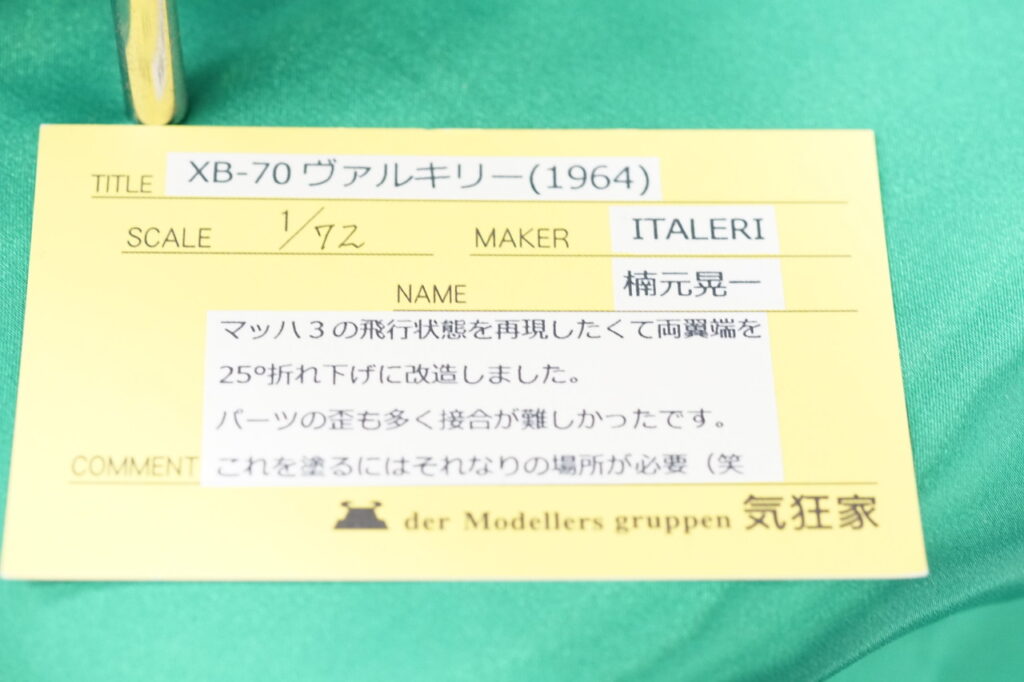 TITLE XB-70 ヴァルキリー(1964)
SCALE 1/72 MAKER ITALERI
NAME 楠元晃一
マッハ３の飛行状態を再現したくて両翼端を
25°折れ下げに改造しました。
パーツの歪も多く接合が難しかったです。
COMMENT これを塗るにはそれなりの場所が必要（笑
der Modellers gruppen 気狂家